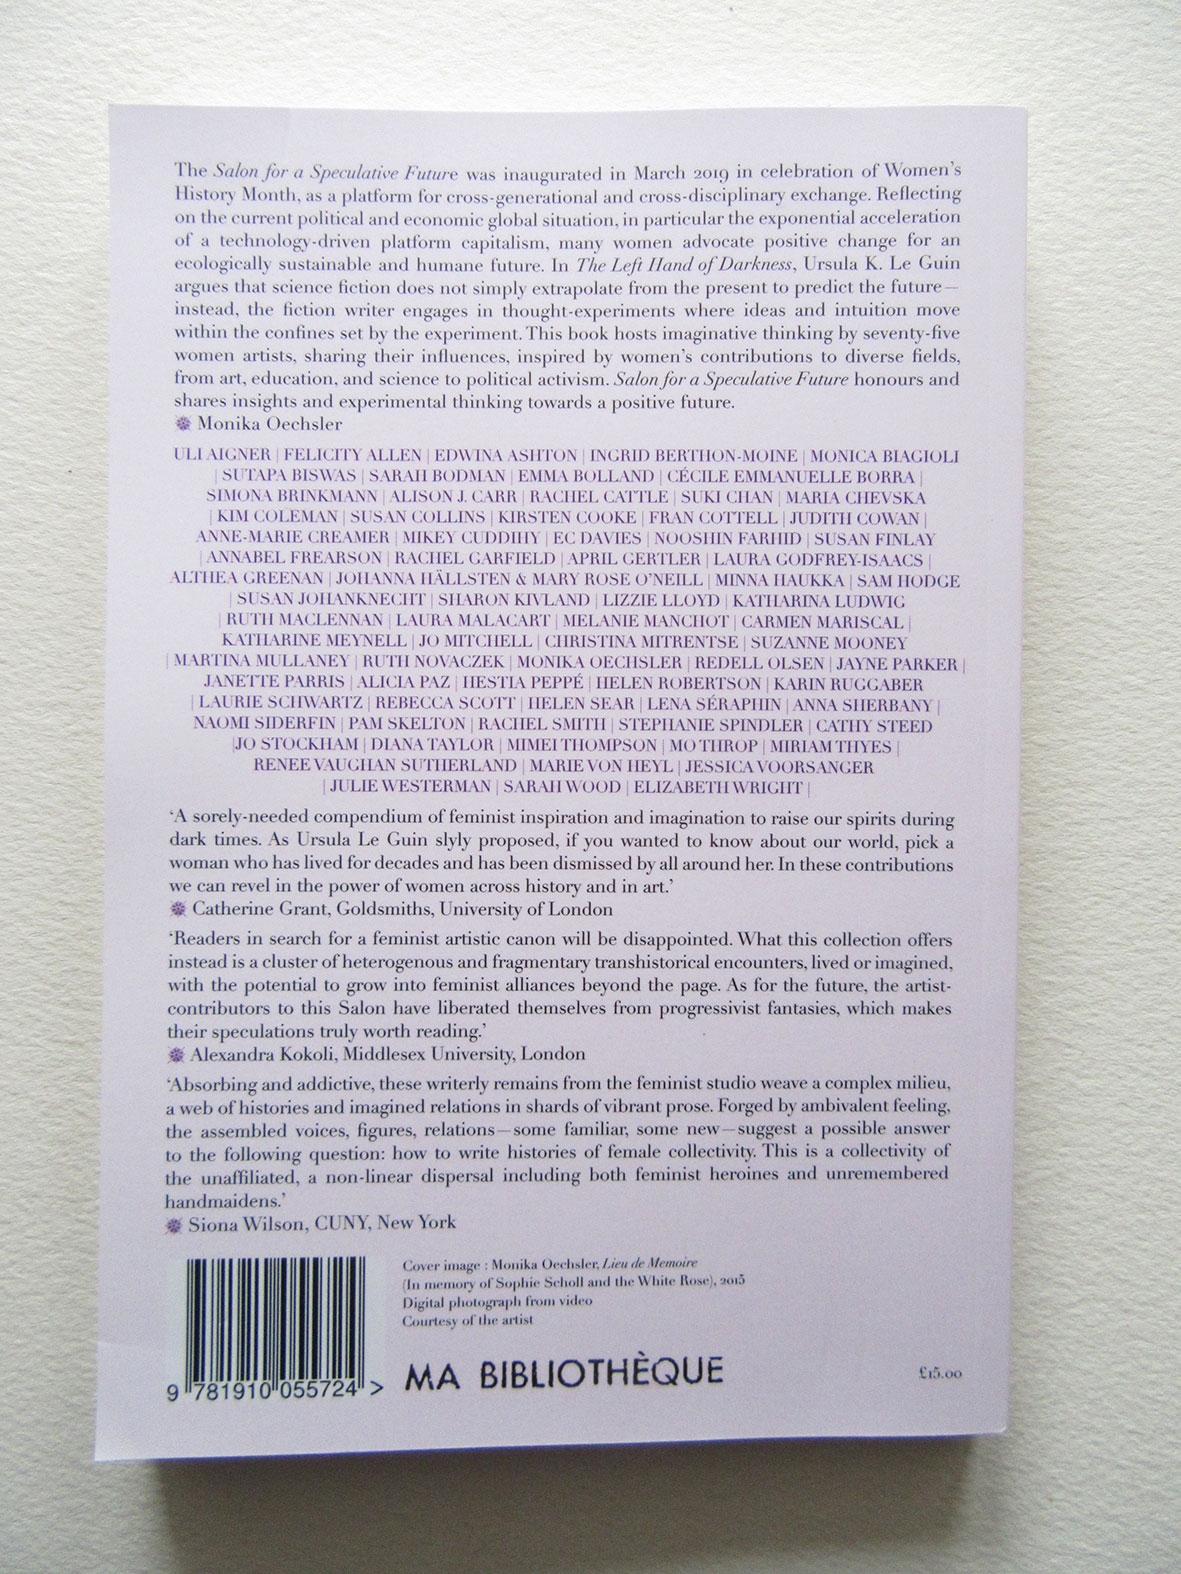 The Salon for a Speculative Future was inaugurated in March 2019 in celebration of Women's
History Month, as a platform for cross-generational and cross-disciplinary exchange. Reflecting
on the current political and economic global situation, in particular the exponential acceleration
of a technology-driven platform capitalism, many women advocate positive change for an
ecologically sustainable and humane future. In The Left Hand of Darkness, Ursula K. Le Guin
argues that science fiction does not simply extrapolate from the present to predict the future—
instead, the fiction writer engages in thought-experiments where ideas and intuition move
within the confines set by the experiment. This book hosts imaginative thinking by seventy-five
women artists, sharing their influences, inspired by women's contributions to diverse fields,
from art, education, and science to political activism. Salon for a Speculative Future honours and
shares insights and experimental thinking towards a positive future.
Monika Oechsler
ULI AIGNER | FELICITY ALLEN | EDWINA ASHTON | INGRID BERTHON-MOINE | MONICA BIAGIOLI
| SUTAPA BISWAS | SARAH BODMAN | EMMA BOLLAND | CÉCILE EMMANUELLE BORRA |
SIMONA BRINKMANN | ALISON J. CARR | RACHEL CATTLE | SUKI CHAN | MARIA CHEVSKA
| KIM COLEMAN | SUSAN COLLINS | KIRSTEN COOKE | FRAN COTTELL | JUDITH COWAN |
ANNE-MARIE CREAMER | MIKEY CUDDIHY | EC DAVIES | NOOSHIN FARHID | SUSAN FINLAY
| ANNABEL FREARSON | RACHEL GARFIELD | APRIL GERTLER | LAURA GODFREY-ISAACS |
ALTHEA GREENAN | JOHANNA HÄLLSTEN & MARY ROSE O'NEILL | MINNA HAUKKA | SAM HODGE
| SUSAN JOHANKNECHT | SHARON KIVLAND | LIZZIE LLOYD | KATHARINA LUDWIG
| RUTH MACLENNAN | LAURA MALACART | MELANIE MANCHOT | CARMEN MARISCAL |
KATHARINE MEYNELL | JO MITCHELL | CHRISTINA MITRENTSE | SUZANNE MOONEY
| MARTINA MULLANEY | RUTH NOVACZEK | MONIKA OECHSLER | REDELL OLSEN | JAYNE PARKER |
JANETTE PARRIS | ALICIA PAZ | HESTIA PEPPÉ | HELEN ROBERTSON | KARIN RUGGABER
| LAURIE SCHWARTZ | REBECCA SCOTT | HELEN SEAR | LENA SÉRAPHIN | ANNA SHERBANY |
NAOMI SIDERFIN | PAM SKELTON | RACHEL SMITH | STEPHANIE SPINDLER | CATHY STEED
|JO STOCKHAM | DIANA TAYLOR | MIMEI THOMPSON | MO THROP | MIRIAM THYES |
RENEE VAUGHAN SUTHERLAND | MARIE VON HEYL | JESSICA VOORSANGER
| JULIE WESTERMAN | SARAH WOOD | ELIZABETH WRIGHT |
'A sorely-needed compendium of feminist inspiration and imagination to raise our spirits during
dark times. As Ursula Le Guin slyly proposed, if you wanted to know about our world, pick a
woman who has lived for decades and has been dismissed by all around her. In these contributions
we can revel in the power of women across history and in art.'
Catherine Grant, Goldsmiths, University of London
'Readers in search for a feminist artistic canon will be disappointed. What this collection offers
instead is a cluster of heterogenous and fragmentary transhistorical encounters, lived or imagined,
with the potential to grow into feminist alliances beyond the page. As for the future, the artist-
contributors to this Salon have liberated themselves from progressivist fantasies, which makes
their speculations truly worth reading.'
Alexandra Kokoli, Middlesex University, London
'Absorbing and addictive, these writerly remains from the feminist studio weave a complex milieu,
a web of histories and imagined relations in shards of vibrant prose. Forged by ambivalent feeling,
the assembled voices, figures, relations—some familiar, some new—suggest a possible answer
to the following question: how to write histories of female collectivity. This is a collectivity of
the unaffiliated, a non-linear dispersal including both feminist heroines and unremembered
handmaidens.'
Siona Wilson, CUNY, New York
Cover image : Monika Oechsler, Lieu de Memoire
(In memory of Sophie Scholl and the White Rose), 2015
Digital photograph from video
Courtesy of the artist
MA BIBLIOTHÈQUE
£15.00
9 781910 055724 >